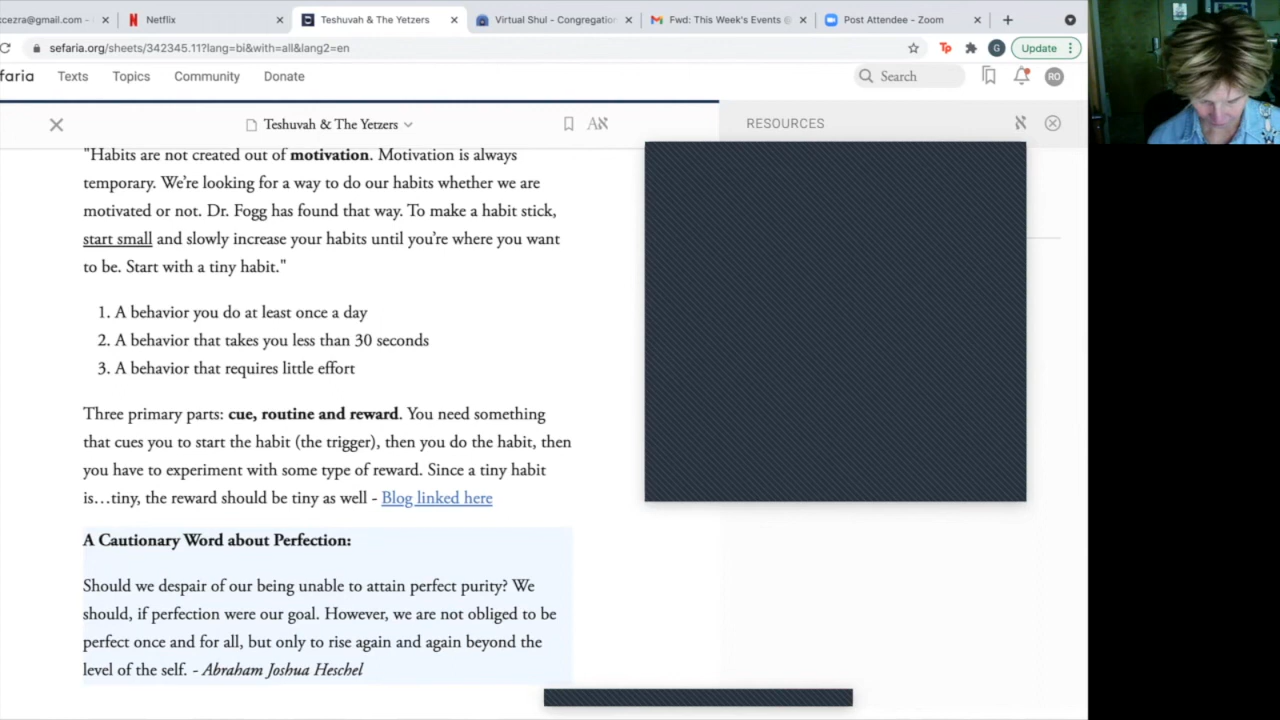 kcezra@gmail.com -
Netflix
Teshuvah & The Yetzers
Virtual Shul - Congregation
Fwd: This Week's Events @
Post Attendee - Zoom
sefaria.org/sheets/342345.11?lang=bi&with=all&lang2=en
Tp
G
Update
faria
Texts
Topics
Community
Donate
Search
RO
Teshuvah & The Yetzers
Aא
RESOURCES
"Habits are not created out of motivation. Motivation is always
temporary. We're looking for a way to do our habits whether we are
motivated or not. Dr. Fogg has found that way. To make a habit stick,
start small and slowly increase your habits until you're where you want
to be. Start with a tiny habit."
1. A behavior you do at least once a day
2. A behavior that takes you less than 30 seconds
3. A behavior that requires little effort
Three primary parts: cue, routine and reward. You need something
that cues you to start the habit (the trigger), then you do the habit, then
you have to experiment with some type of reward. Since a tiny habit
is…tiny, the reward should be tiny as well - Blog linked here
A Cautionary Word about Perfection:
Should we despair of our being unable to attain perfect purity? We
should, if perfection were our goal. However, we are not obliged to be
perfect once and for all, but only to rise again and again beyond the
level of the self. - Abraham Joshua Heschel